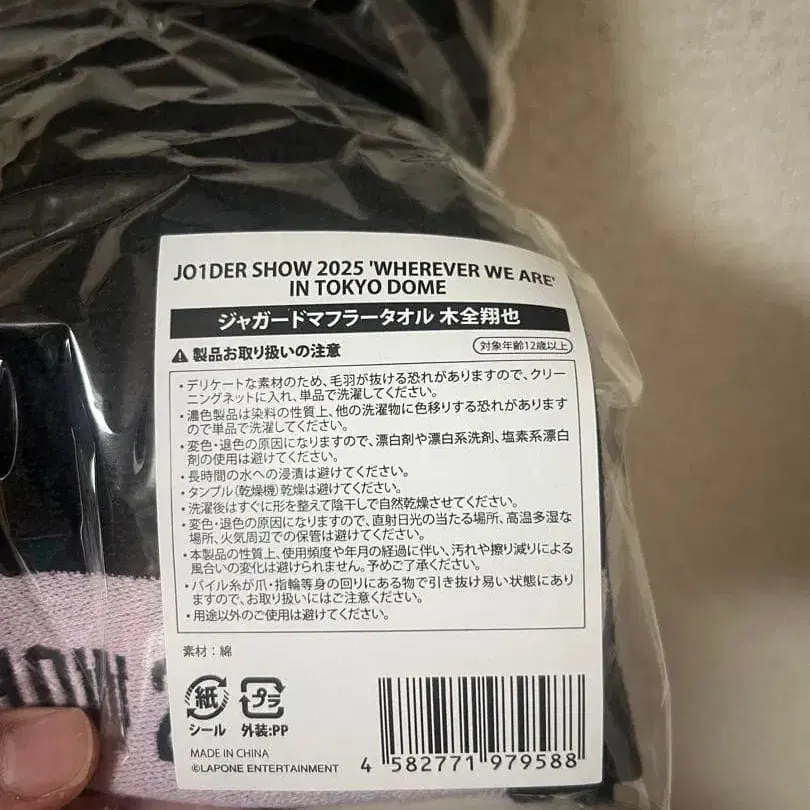 JO1DER SHOW 2025 'WHEREVER WE ARE'
IN TOKYO DOME
ジャガードマフラータオル 木全翔也
製品お取り扱いの注意
対象年齢12歳以上
・デリケートな素材のため、毛羽が抜ける恐れがありますので、クリー
ニングネットに入れ、単品で洗濯してください。
・濃色製品は染料の性質上、他の洗濯物に色移りする恐れがあります
ので単品で洗濯してください。
・変色・退色の原因になりますので、漂白剤や漂白系洗剤、塩素系漂白
剤の使用は避けてください。
・長時間の水への浸漬は避けてください。
・タンブル(乾燥機)乾燥は避けてください。
・洗濯後はすぐに形を整えて陰干しで自然乾燥させてください。
・変色・退色の原因になりますので、直射日光の当たる場所、高温多湿な
場所、火気周辺での保管は避けてください。
・本製品の性質上、使用頻度や年月の経過に伴い、汚れや擦り減りによる
風合いの変化は避けられません。予めご了承ください。
・パイル糸が爪・指輪等身の回りにある物で引き抜け易い状態にあり
ますので、お取り扱いにはご注意ください。
・用途以外のご使用は避けてください。
素材：綿
紙
プラ
シール
外装:PP
MADE IN CHINA
©LAPONE ENTERTAINMENT
4 582771 979588